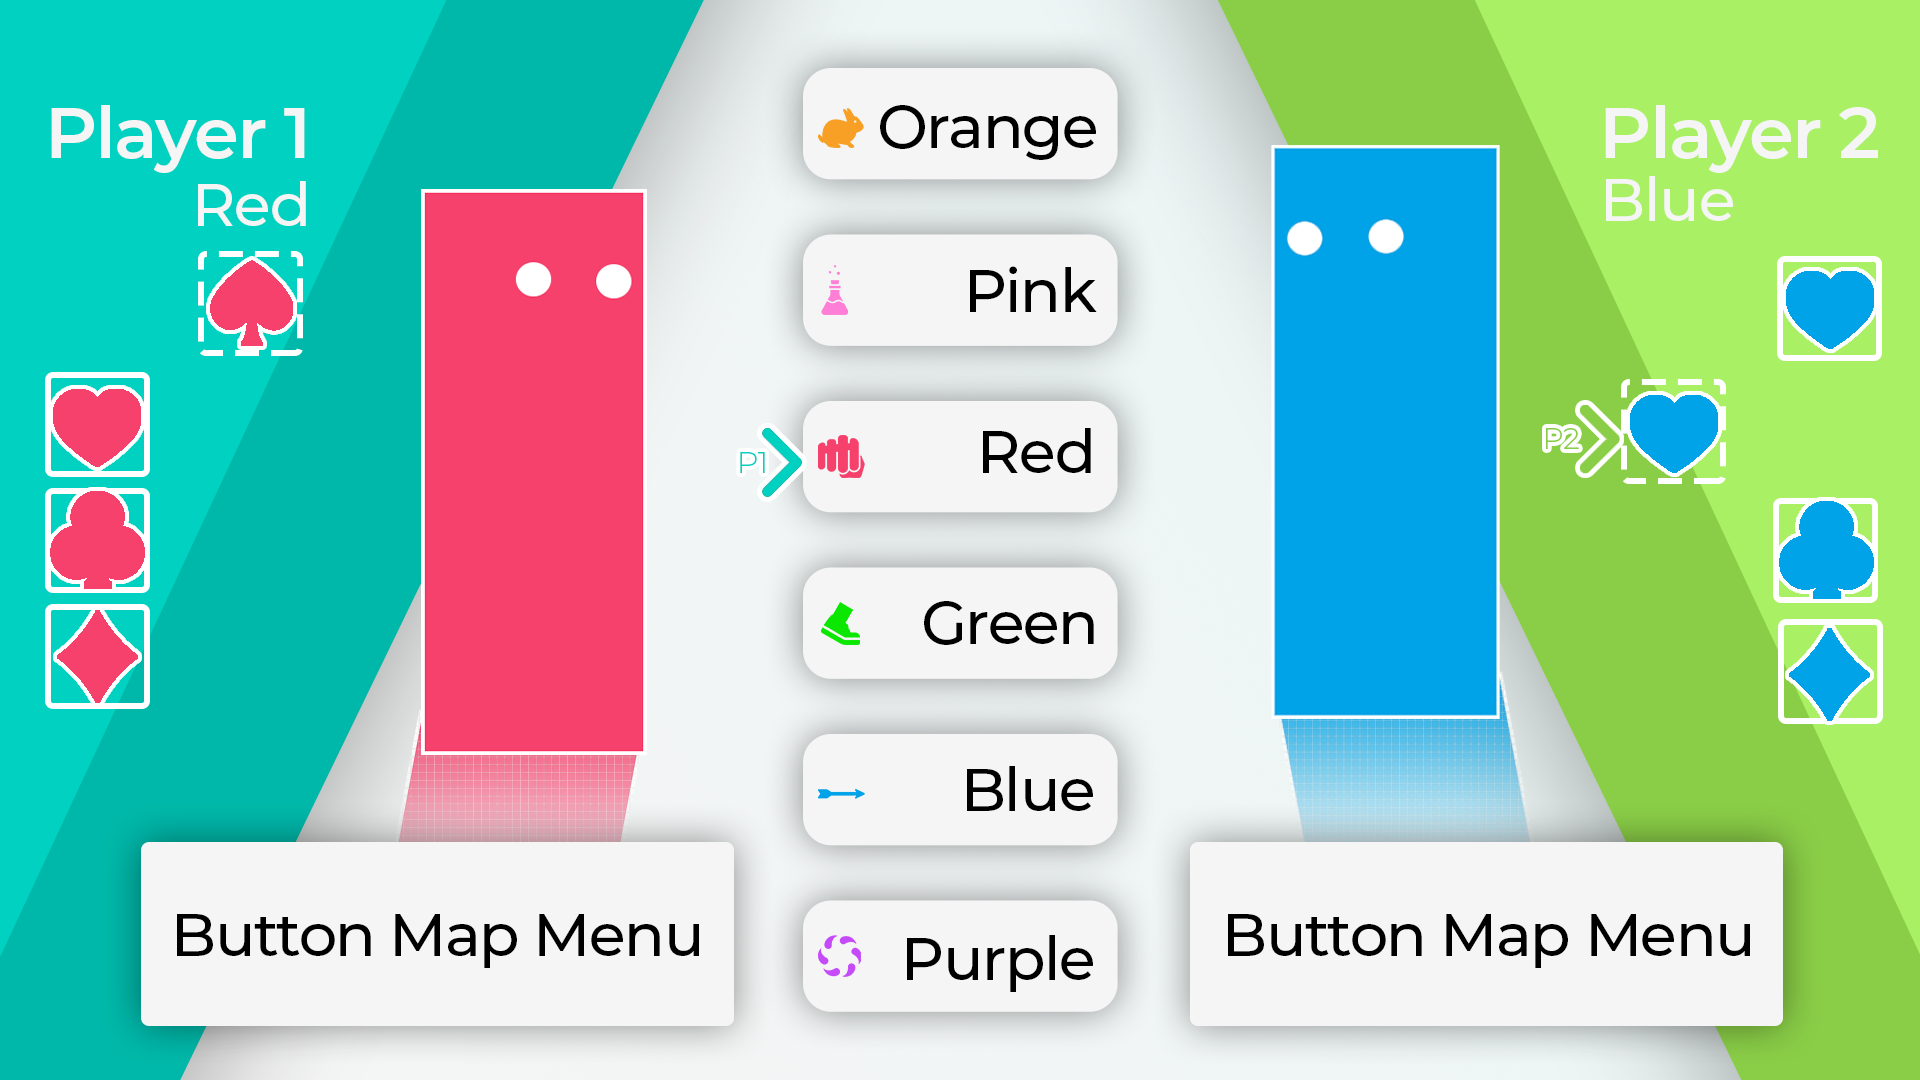 Player 1
Red
Orange
Pink
P1
Red
Green
Blue
Purple
Player 2
Blue
P2
Button Map Menu
Button Map Menu